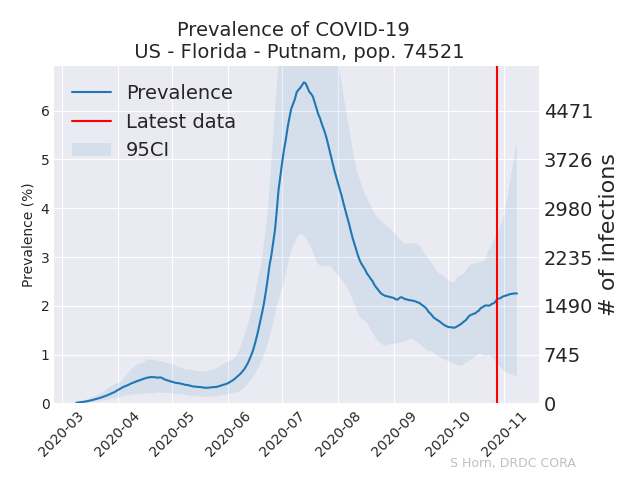 Prevalence of COVID-19
US - Florida - Putnam, pop. 74521
Prevalence
Latest data
95CI
Prevalence (%)
6
5
4
3
2
1
0
4471
3726
2980
2235
1490
745
0
# of infections
2020-03
2020-04
2020-05
2020-06
2020-07
2020-08
2020-09
2020-10
2020-11
S Horn, DRDC CORA